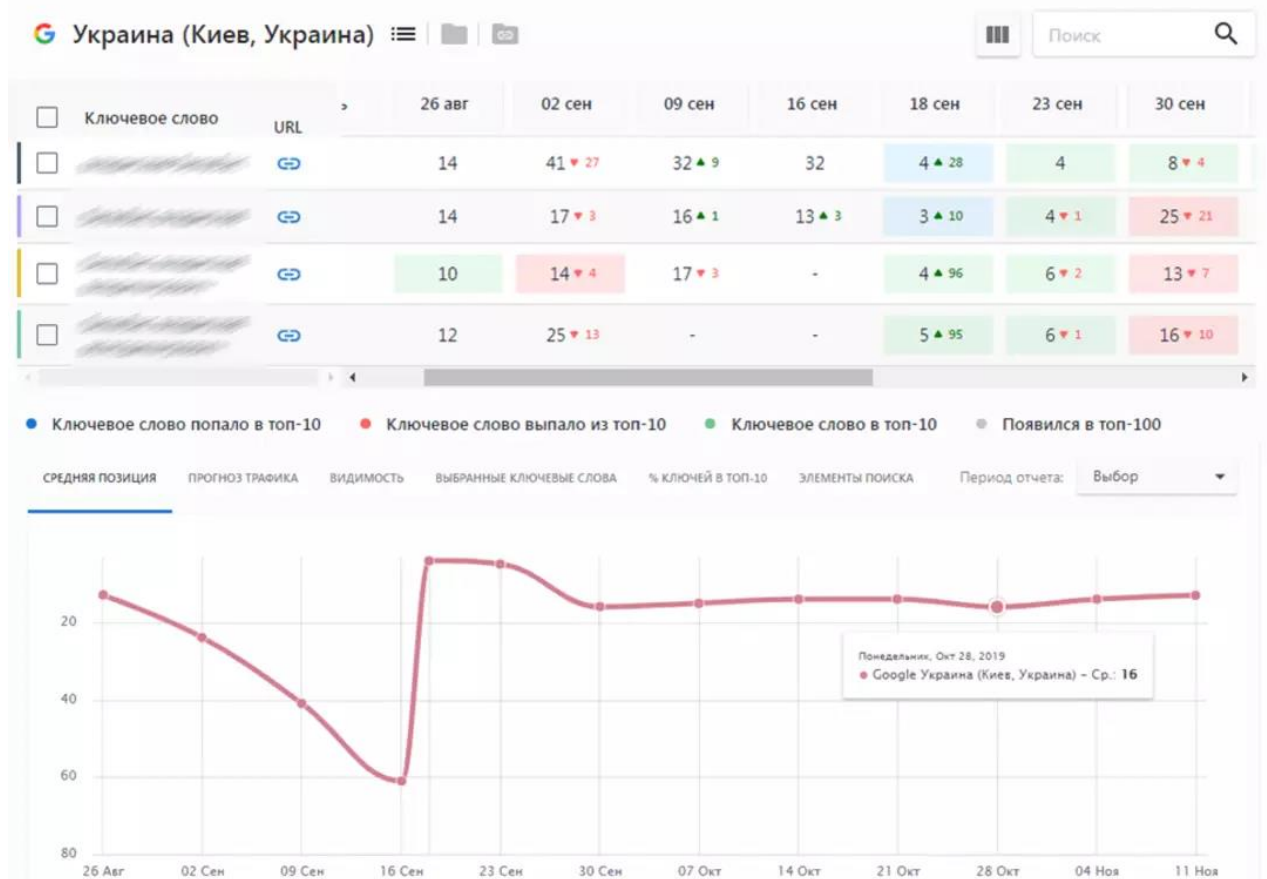 Украина (Киев, Украина)
Поиск
Ключевое слово URL 26 авг 02 сен 09 сен 16 сен 18 сен 23 сен 30 сен
14 41 ▼ 27 32 ▲ 9 32 4 ▲ 28 4 8 ▼ 4
14 17 ▼ 3 16 ▲ 1 13 ▲ 3 3 ▲ 10 4 ▼ 1 25 ▼ 21
10 14 ▼ 4 17 ▼ 3 - 4 ▲ 96 6 ▼ 2 13 ▼ 7
12 25 ▼ 13 - - 5 ▲ 95 6 ▼ 1 16 ▼ 10
Ключевое слово попало в топ-10 Ключевое слово выпало из топ-10 Ключевое слово в топ-10 Появился в топ-100
СРЕДНЯЯ ПОЗИЦИЯ ПРОГНОЗ ТРАФИКА ВИДИМОСТЬ ВЫБРАННЫЕ КЛЮЧЕВЫЕ СЛОВА % КЛЮЧЕЙ В ТОП-10 ЭЛЕМЕНТЫ ПОИСКА Период отчета: Выбор
20
40
60
80
Понедельник, Окт 28, 2019
Google Украина (Киев, Украина) – Ср.: 16
26 Авг 02 Сен 09 Сен 16 Сен 23 Сен 30 Сен 07 Окт 14 Окт 21 Окт 28 Окт 04 Ноя 11 Ноя